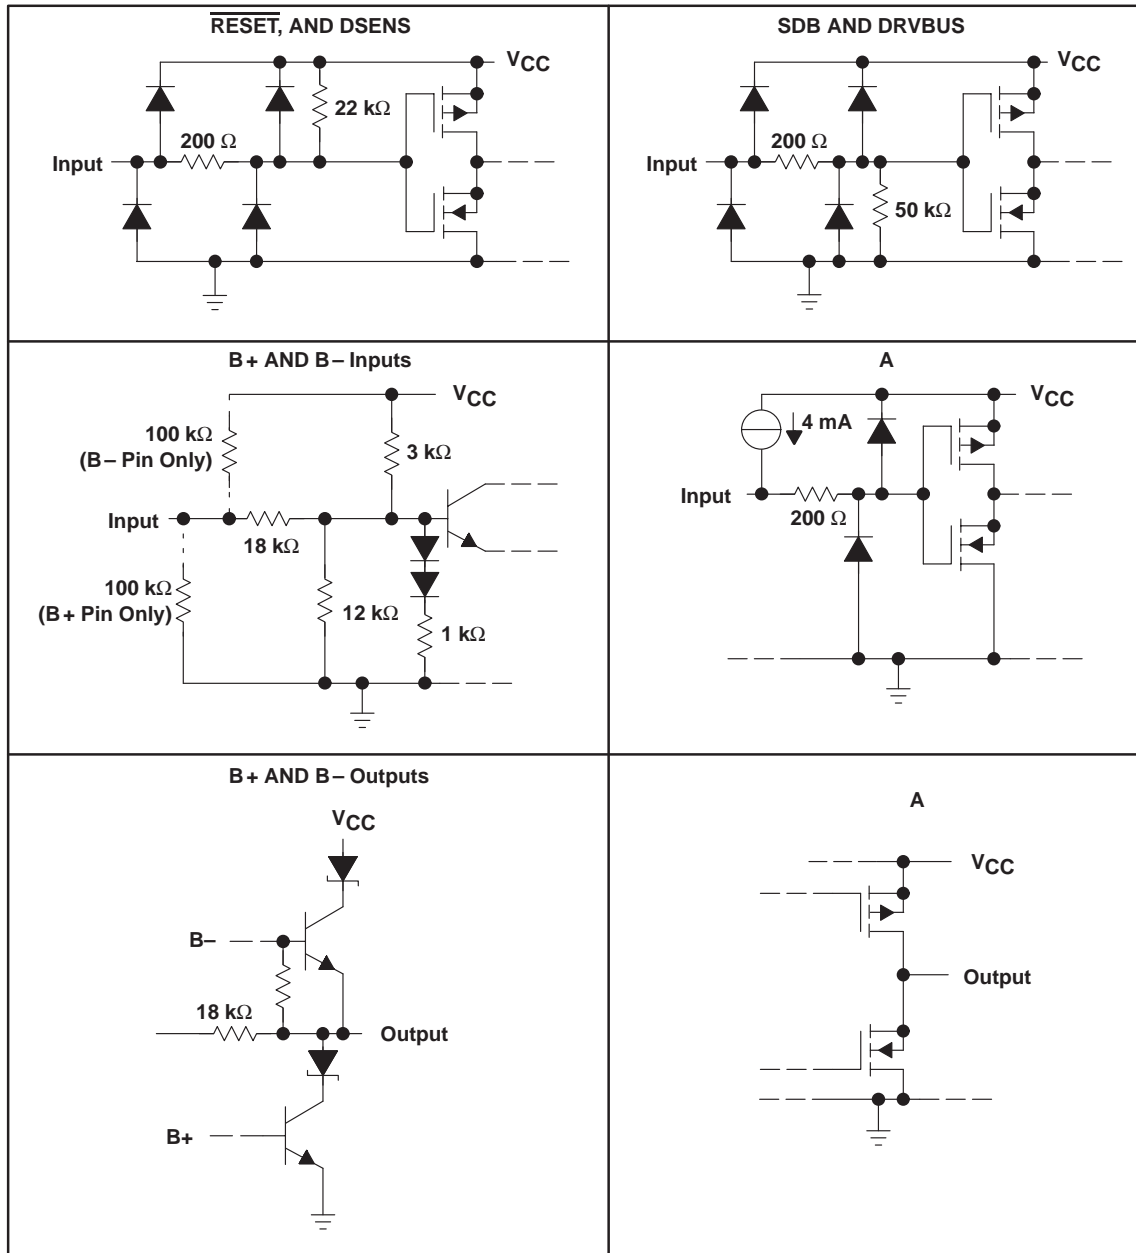 RESET, AND DSENS
VCC
22 kΩ
200 Ω
Input
SDB AND DRVBUS
VCC
200 Ω
Input
50 kΩ
B+ AND B– Inputs
VCC
100 kΩ
(B– Pin Only)
3 kΩ
Input
18 kΩ
100 kΩ
(B+ Pin Only)
12 kΩ
1 kΩ
A
VCC
4 mA
Input
200 Ω
B+ AND B– Outputs
VCC
B–
18 kΩ
Output
B+
A
VCC
Output